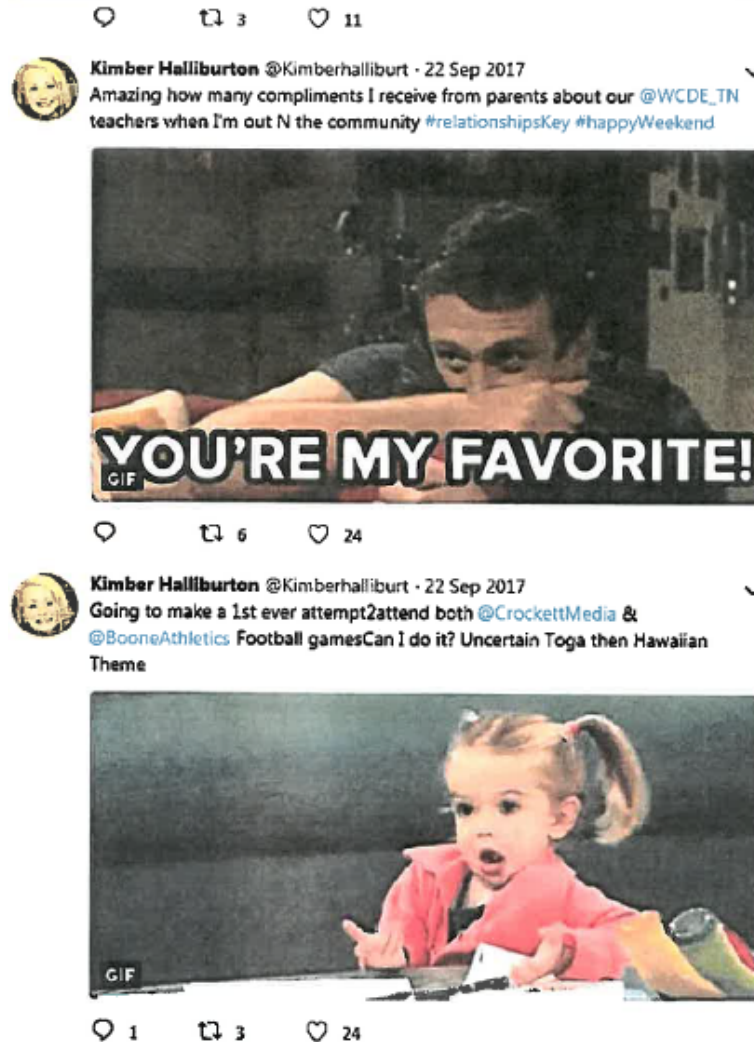 3 11
Kimber Halliburton @Kimberhalliburt · 22 Sep 2017
Amazing how many compliments I receive from parents about our @WCDE_TN
teachers when I'm out N the community #relationshipsKey #happyWeekend
YOU'RE MY FAVORITE!
GIF
6 24
Kimber Halliburton @Kimberhalliburt · 22 Sep 2017
Going to make a 1st ever attempt2attend both @CrockettMedia &
@BooneAthletics Football gamesCan I do it? Uncertain Toga then Hawaiian
Theme
GIF
1 3 24